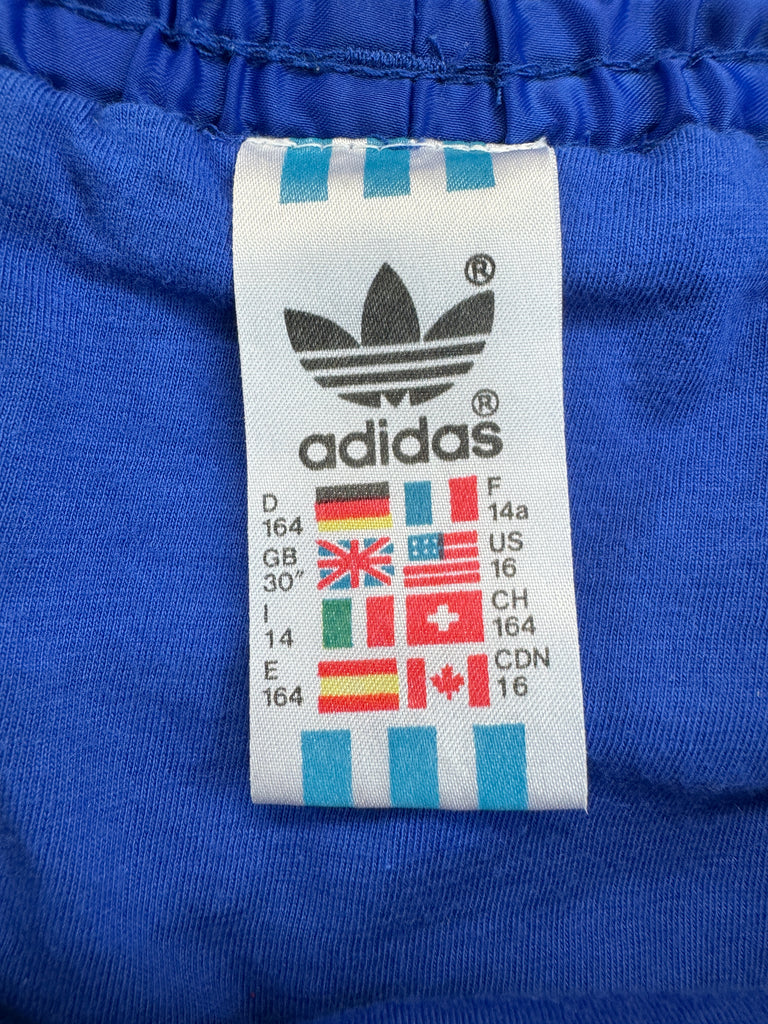 ®
®
adidas
D 164 F 14a
GB 30" US 16
I 14 CH 164
E 164 CDN 16